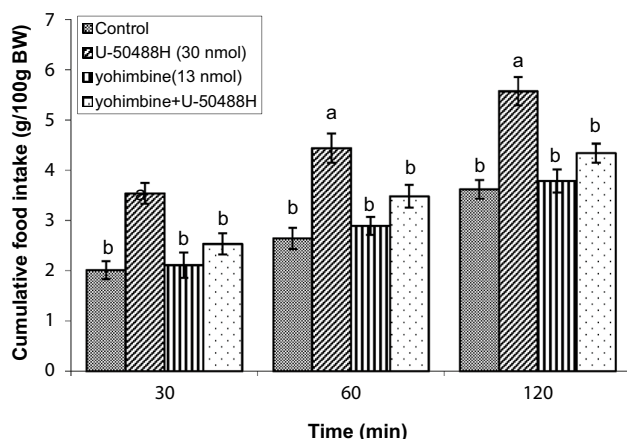 Cumulative food intake (g/100g BW)
7
6
5
4
3
2
1
0
Control
U-50488H (30 nmol)
yohimbine(13 nmol)
yohimbine+U-50488H
b
a
b
b
b
a
b
b
b
a
b
b
30
60
120
Time (min)